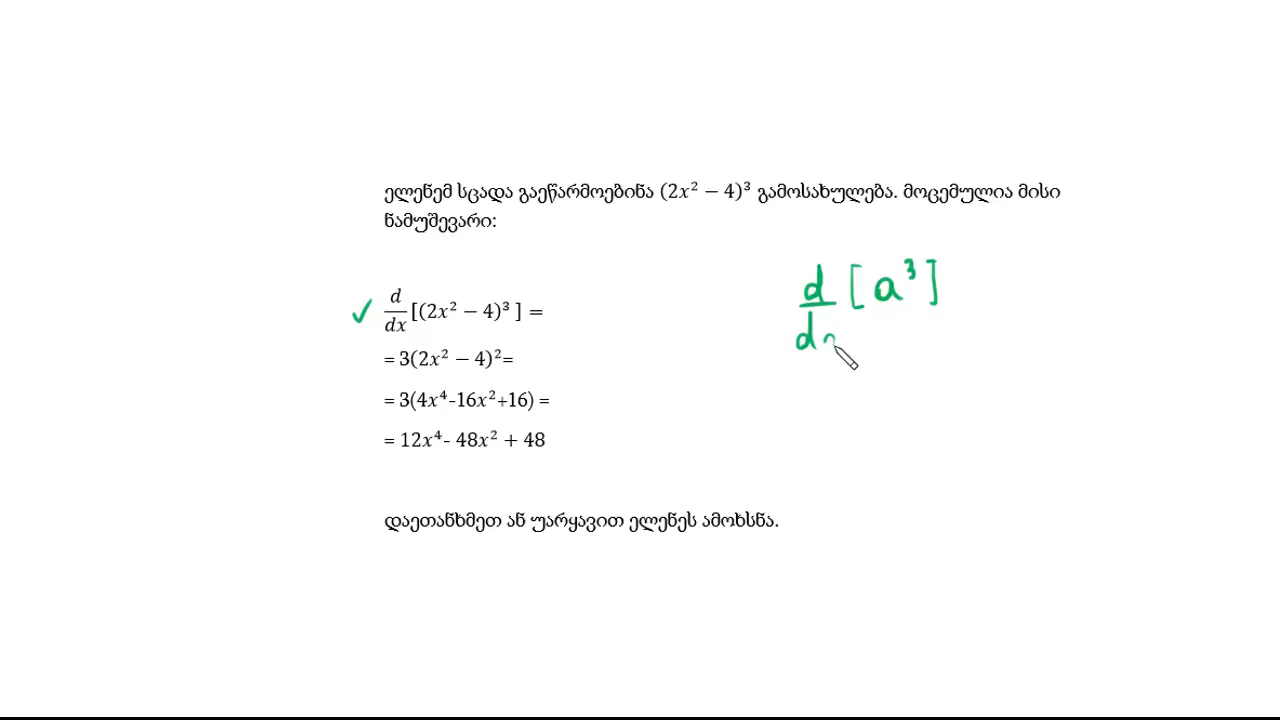 ელენემ სცადა გაეწარმოებინა (2x² − 4)³ გამოსახულება. მოცემულია მისი
ნამუშევარი:
✓ d/dx [(2x² − 4)³ ] =
= 3(2x² − 4)²=
= 3(4x⁴-16x²+16) =
= 12x⁴- 48x² + 48
d/d [a³]
დაეთანხმეთ ან უარყავით ელენეს ამოხსნა.